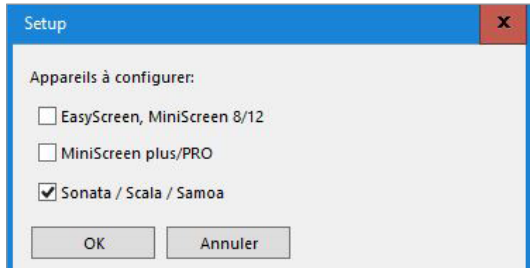 Setup
x
Appareils à configurer:
EasyScreen, MiniScreen 8/12
MiniScreen plus/PRO
Sonata / Scala / Samoa
OK Annuler